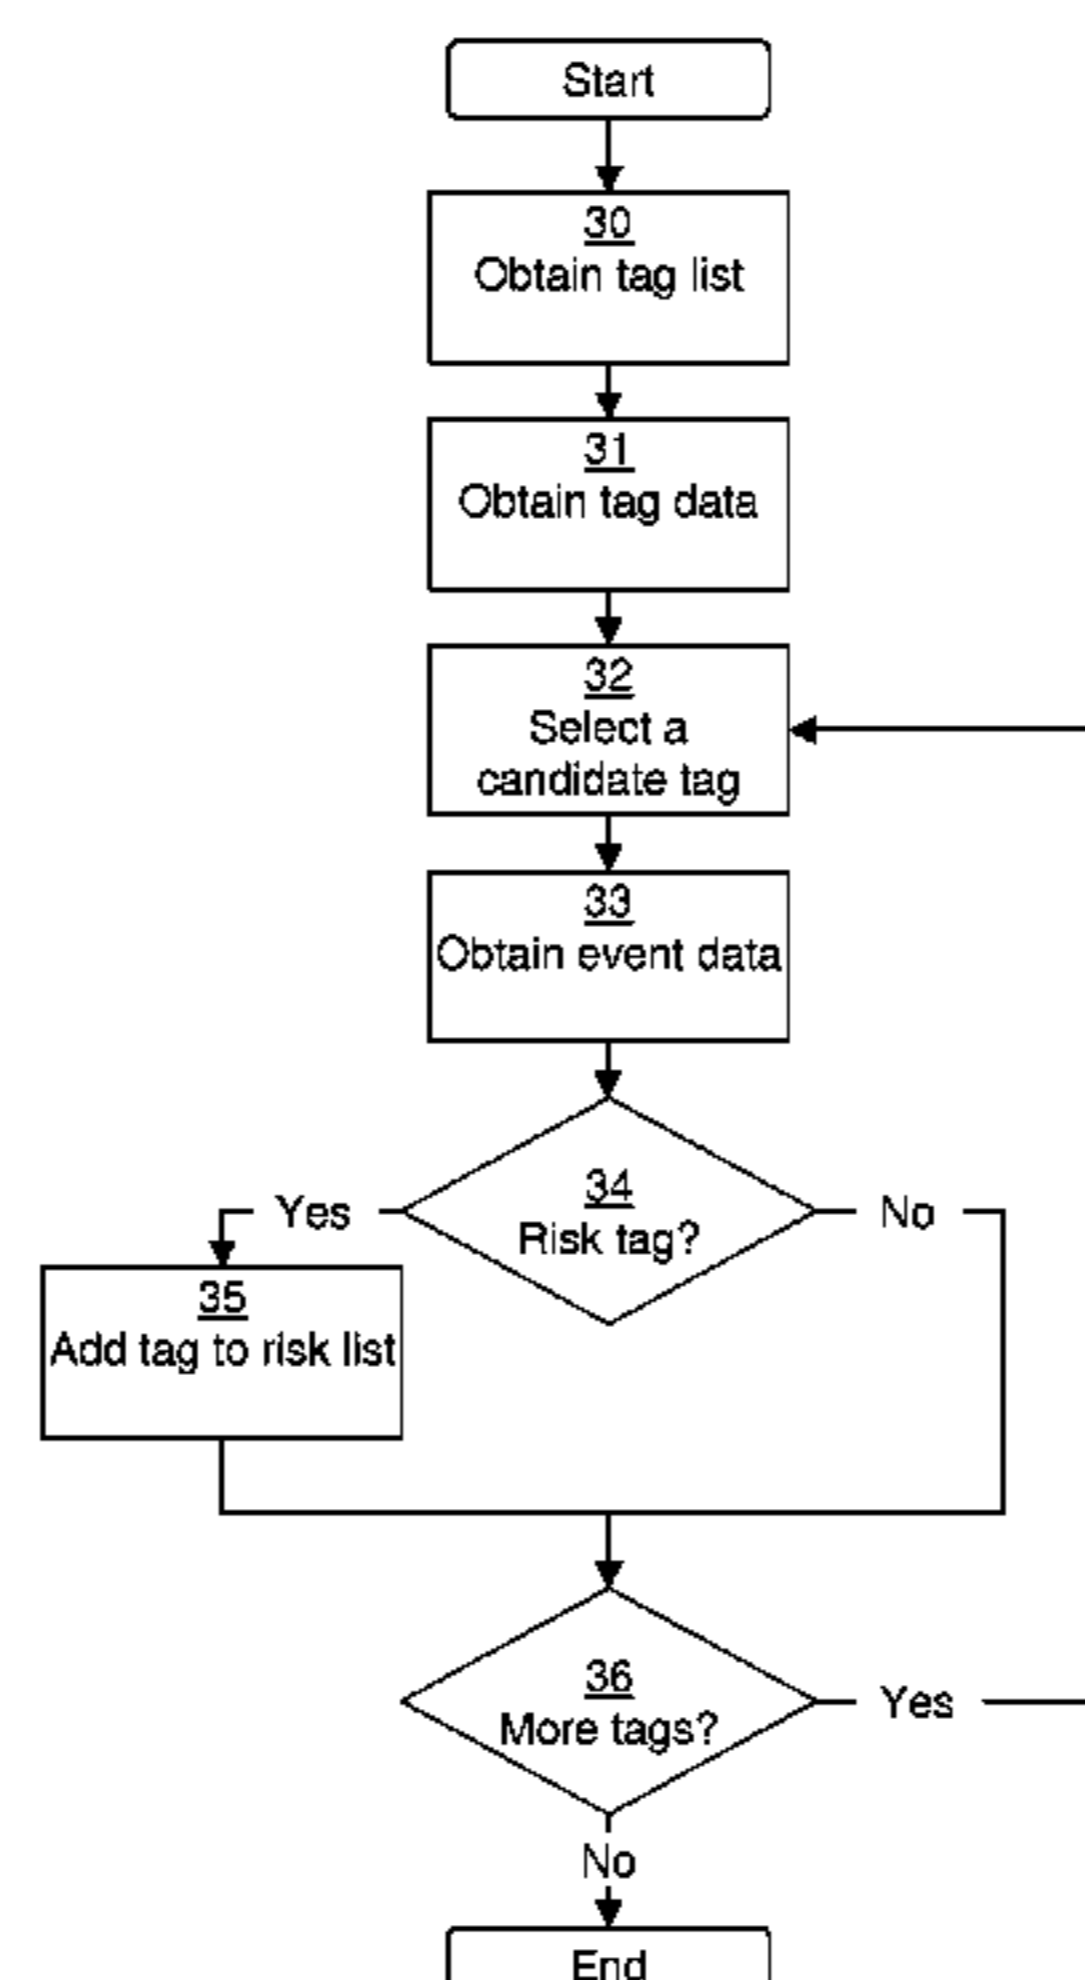 Start
30
Obtain tag list
31
Obtain tag data
32
Select a
candidate tag
33
Obtain event data
34
Risk tag?
Yes
No
35
Add tag to risk list
36
More tags?
Yes
No
End